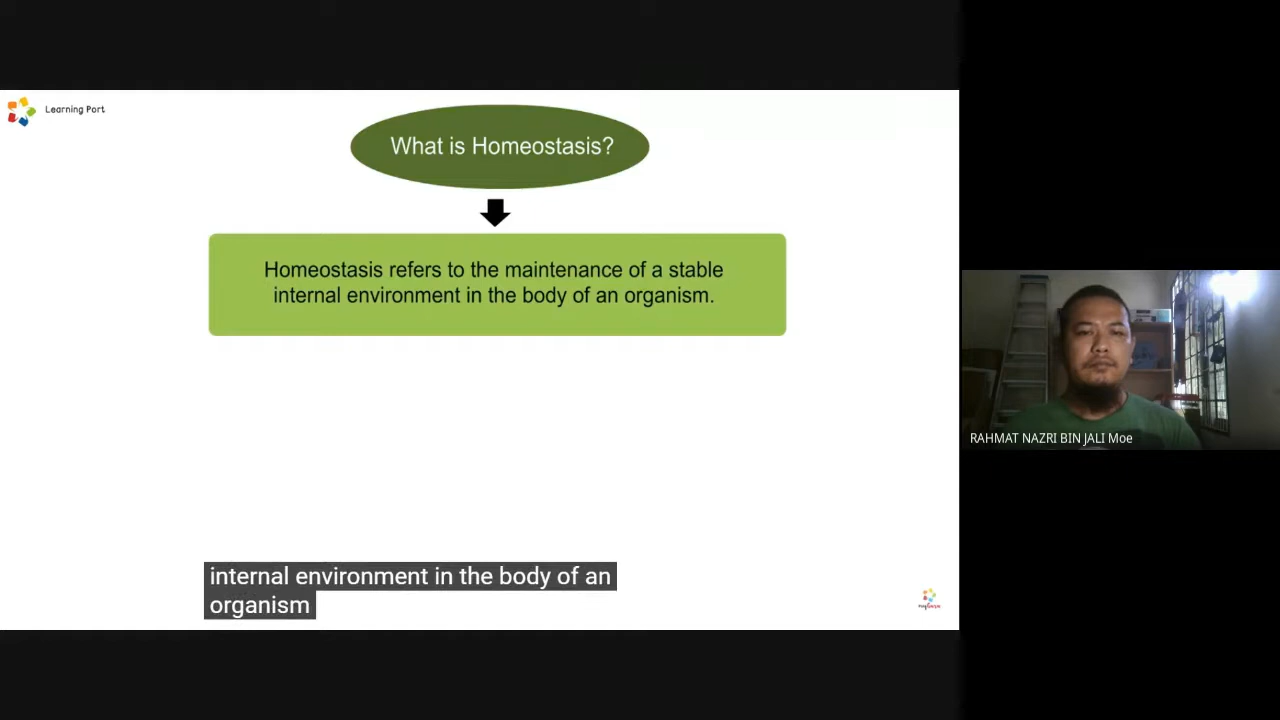 Learning Port
What is Homeostasis?
Homeostasis refers to the maintenance of a stable
internal environment in the body of an organism.
internal environment in the body of an
organism
RAHMAT NAZRI BIN JALI Moe